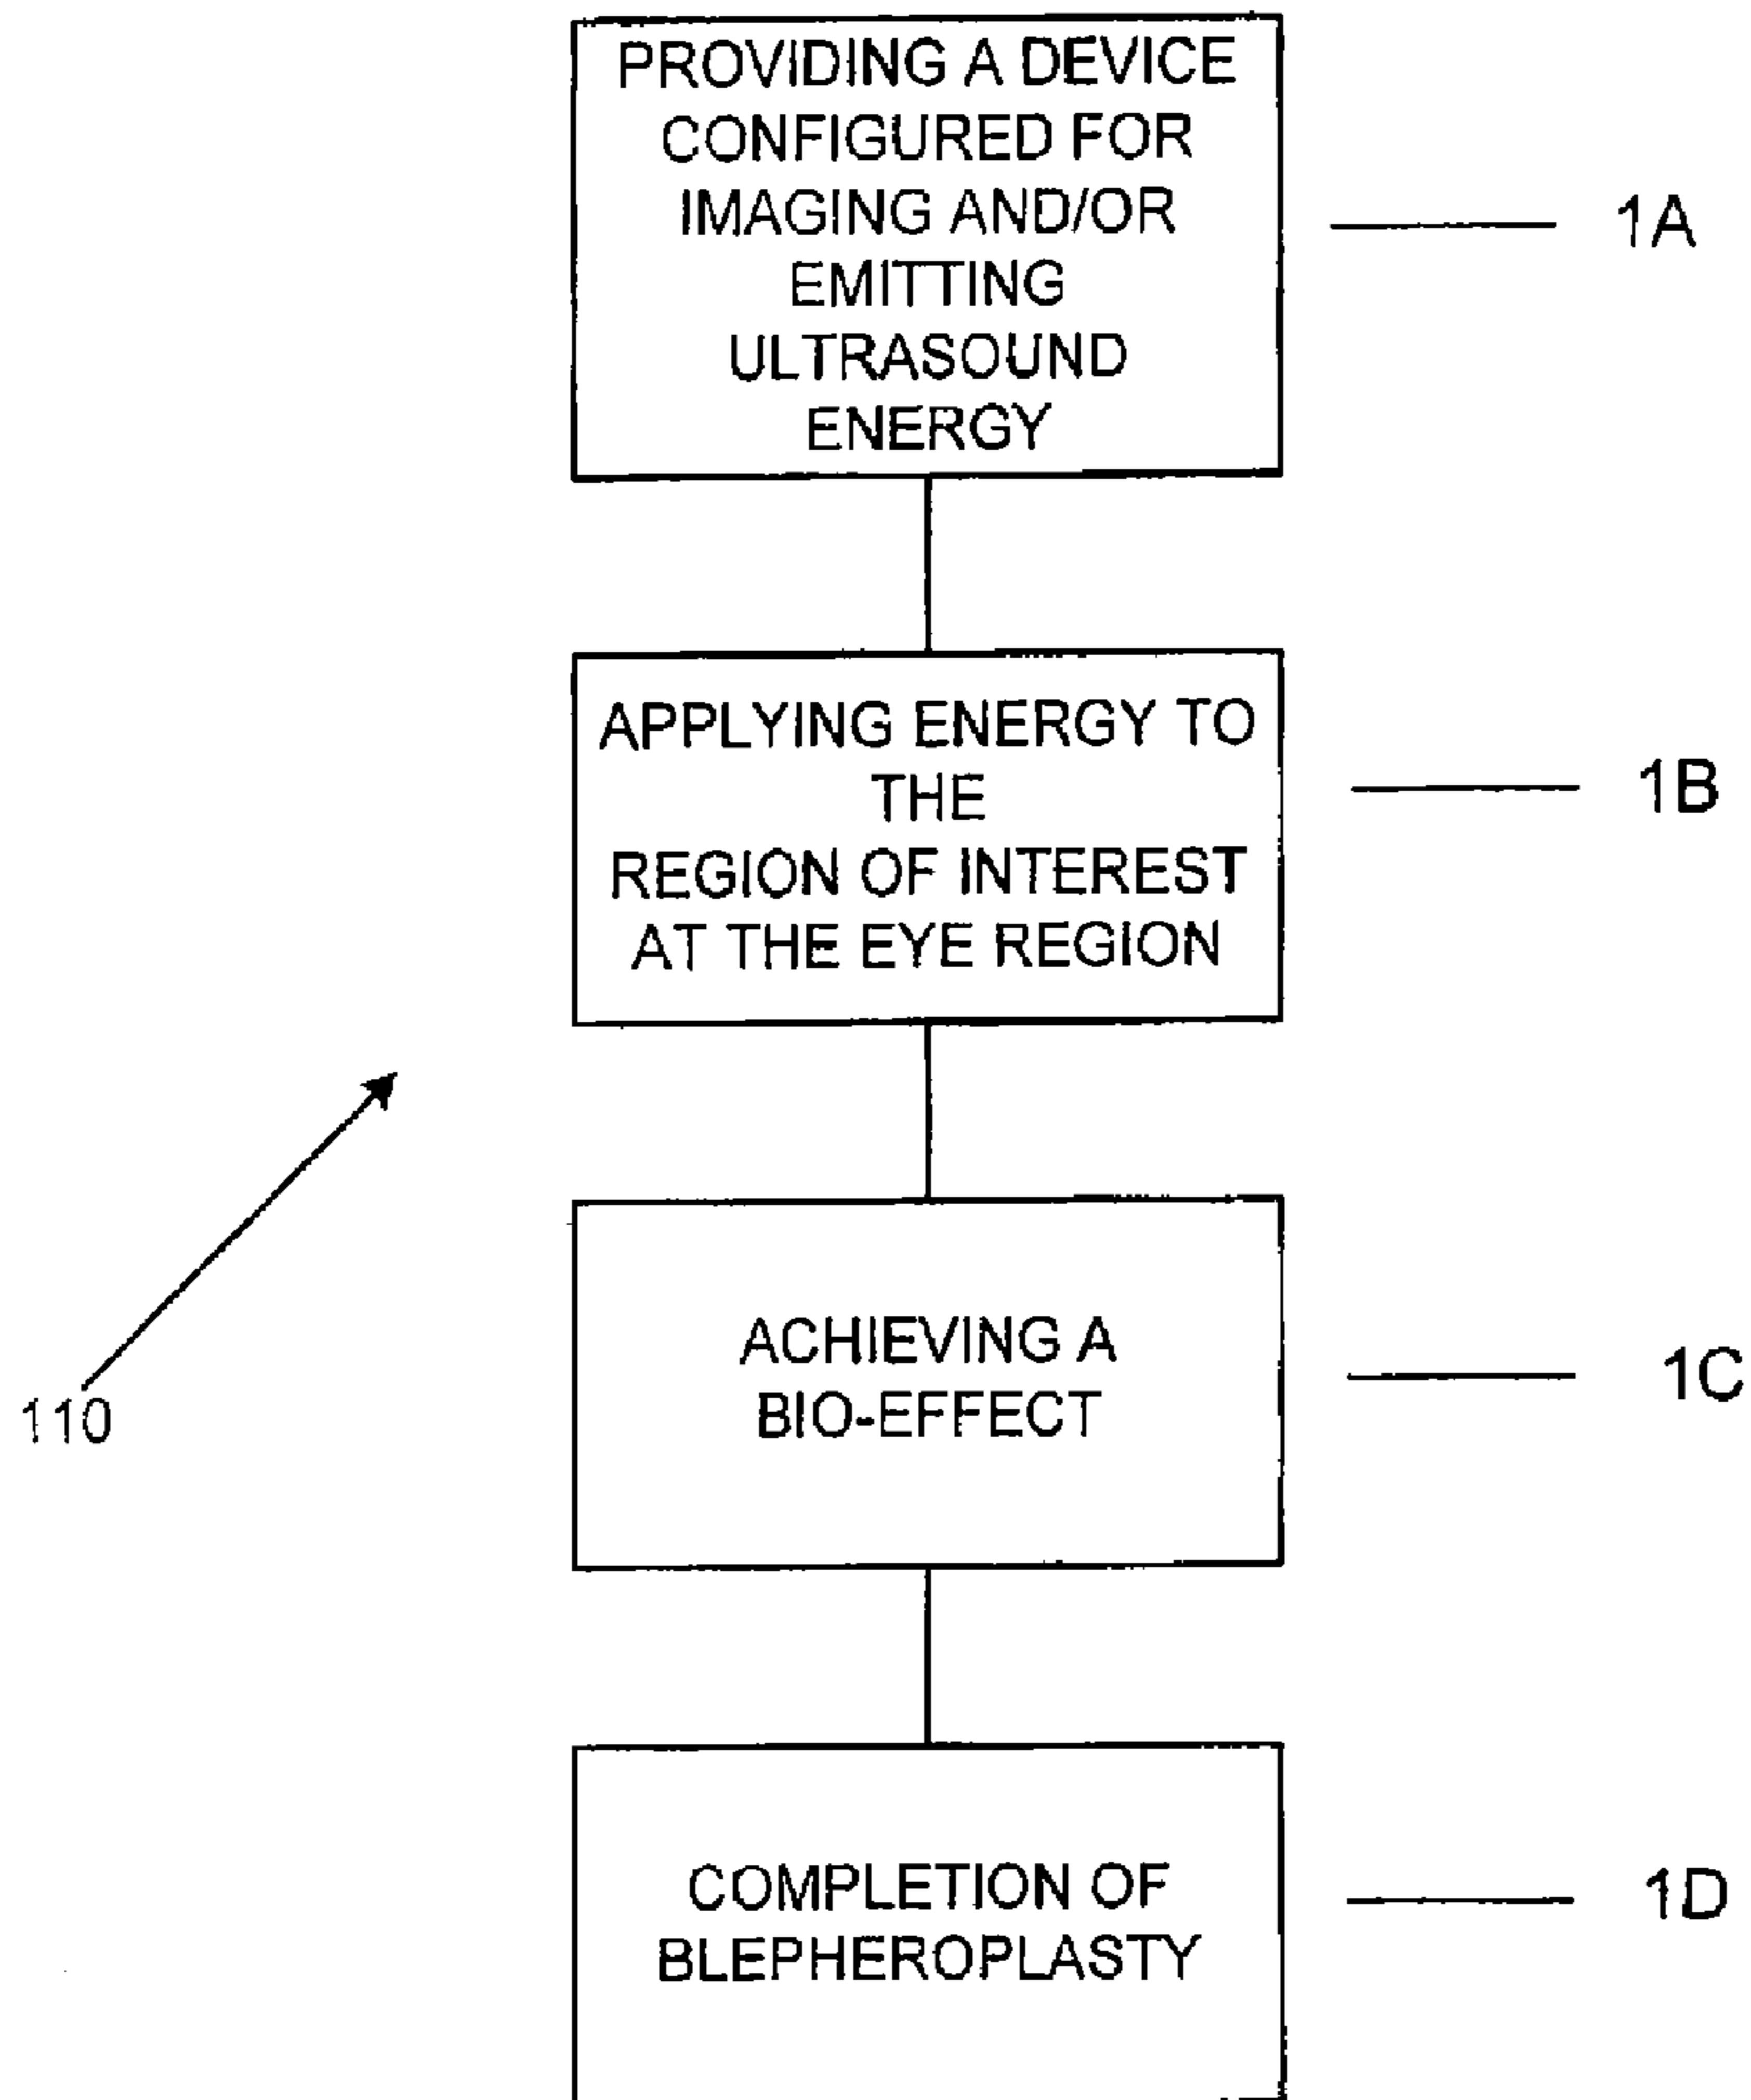 PROVIDING A DEVICE
CONFIGURED FOR
IMAGING AND/OR
EMITTING
ULTRASOUND
ENERGY
1A
APPLYING ENERGY TO
THE
REGION OF INTEREST
AT THE EYE REGION
1B
ACHIEVING A
BIO-EFFECT
1C
110
COMPLETION OF
BLEPHEROPLASTY
1D